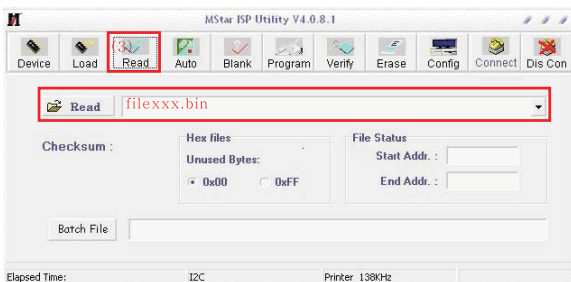 MStar ISP Utility V4.0.8.1
(3)
Device Load Read Auto Blank Program Verify Erase Config Connect Dis Con
Read filexxx.bin
Checksum :
Hex files
Unused Bytes:
0x00 0xFF
File Status
Start Addr. :
End Addr. :
Batch File
Elapsed Time: I2C Printer 138KHz